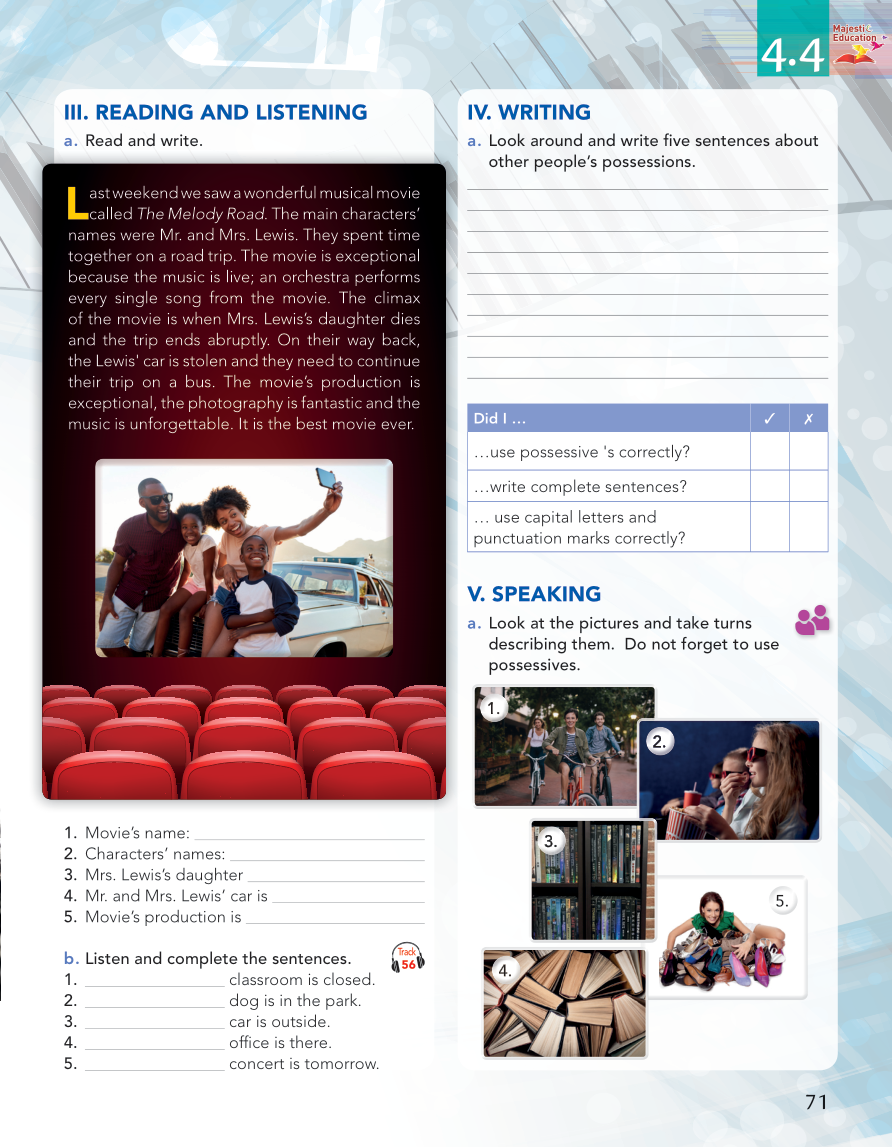 4.4
Majestic Education
III. READING AND LISTENING
a. Read and write.
Last weekend we saw a wonderful musical movie
called The Melody Road. The main characters’
names were Mr. and Mrs. Lewis. They spent time
together on a road trip. The movie is exceptional
because the music is live; an orchestra performs
every single song from the movie. The climax
of the movie is when Mrs. Lewis’s daughter dies
and the trip ends abruptly. On their way back,
the Lewis' car is stolen and they need to continue
their trip on a bus. The movie’s production is
exceptional, the photography is fantastic and the
music is unforgettable. It is the best movie ever.
1. Movie’s name:
2. Characters’ names:
3. Mrs. Lewis’s daughter
4. Mr. and Mrs. Lewis’ car is
5. Movie’s production is
b. Listen and complete the sentences.
Track
56
1. classroom is closed.
2. dog is in the park.
3. car is outside.
4. office is there.
5. concert is tomorrow.
IV. WRITING
a. Look around and write five sentences about
other people’s possessions.
Did I ... ✓ ✗
...use possessive 's correctly?
...write complete sentences?
... use capital letters and
punctuation marks correctly?
V. SPEAKING
a. Look at the pictures and take turns
describing them. Do not forget to use
possessives.
1.
2.
3.
5.
4.
71